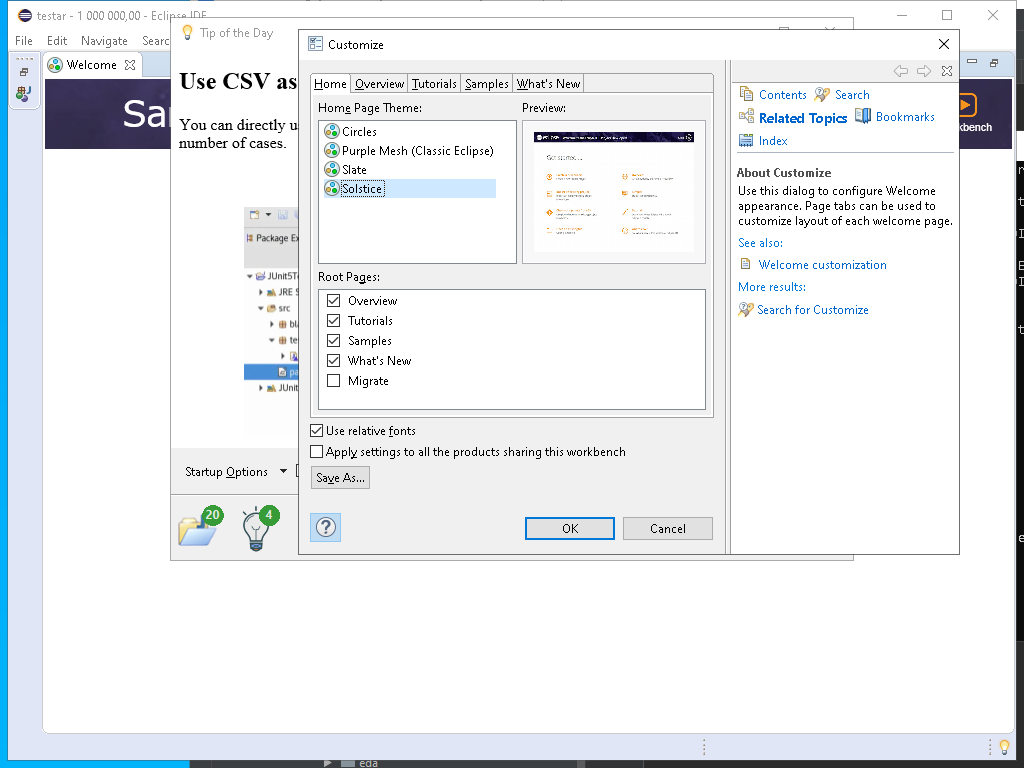 testar - 1 000 000,00 - Eclipse IDE
File Edit Navigate Searc
Welcome
Sa
Tip of the Day
Use CSV as
You can directly u
number of cases.
Package Ex
JUnit5Te
JRE S
src
bl
te
pa
JUnit
Startup Options
20
4
Customize
Home Overview Tutorials Samples What's New
Home Page Theme:
Preview:
Circles
Purple Mesh (Classic Eclipse)
Slate
Solstice
Root Pages:
Overview
Tutorials
Samples
What's New
Migrate
Use relative fonts
Apply settings to all the products sharing this workbench
Save As...
OK Cancel
Contents Search
Related Topics Bookmarks
Index
About Customize
Use this dialog to configure Welcome
appearance. Page tabs can be used to
customize layout of each welcome page.
See also:
Welcome customization
More results:
Search for Customize
kbench
eda